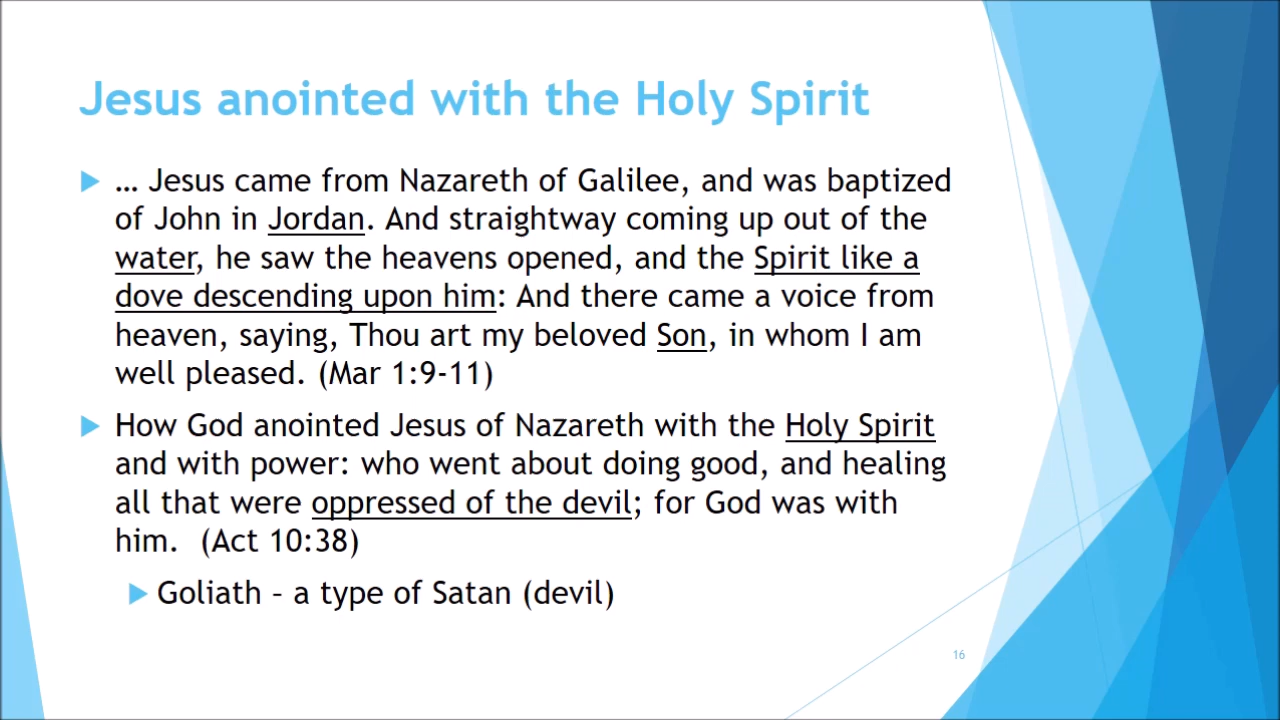 Jesus anointed with the Holy Spirit
… Jesus came from Nazareth of Galilee, and was baptized
of John in Jordan. And straightway coming up out of the
water, he saw the heavens opened, and the Spirit like a
dove descending upon him: And there came a voice from
heaven, saying, Thou art my beloved Son, in whom I am
well pleased. (Mar 1:9-11)
How God anointed Jesus of Nazareth with the Holy Spirit
and with power: who went about doing good, and healing
all that were oppressed of the devil; for God was with
him.  (Act 10:38)
Goliath – a type of Satan (devil)
16